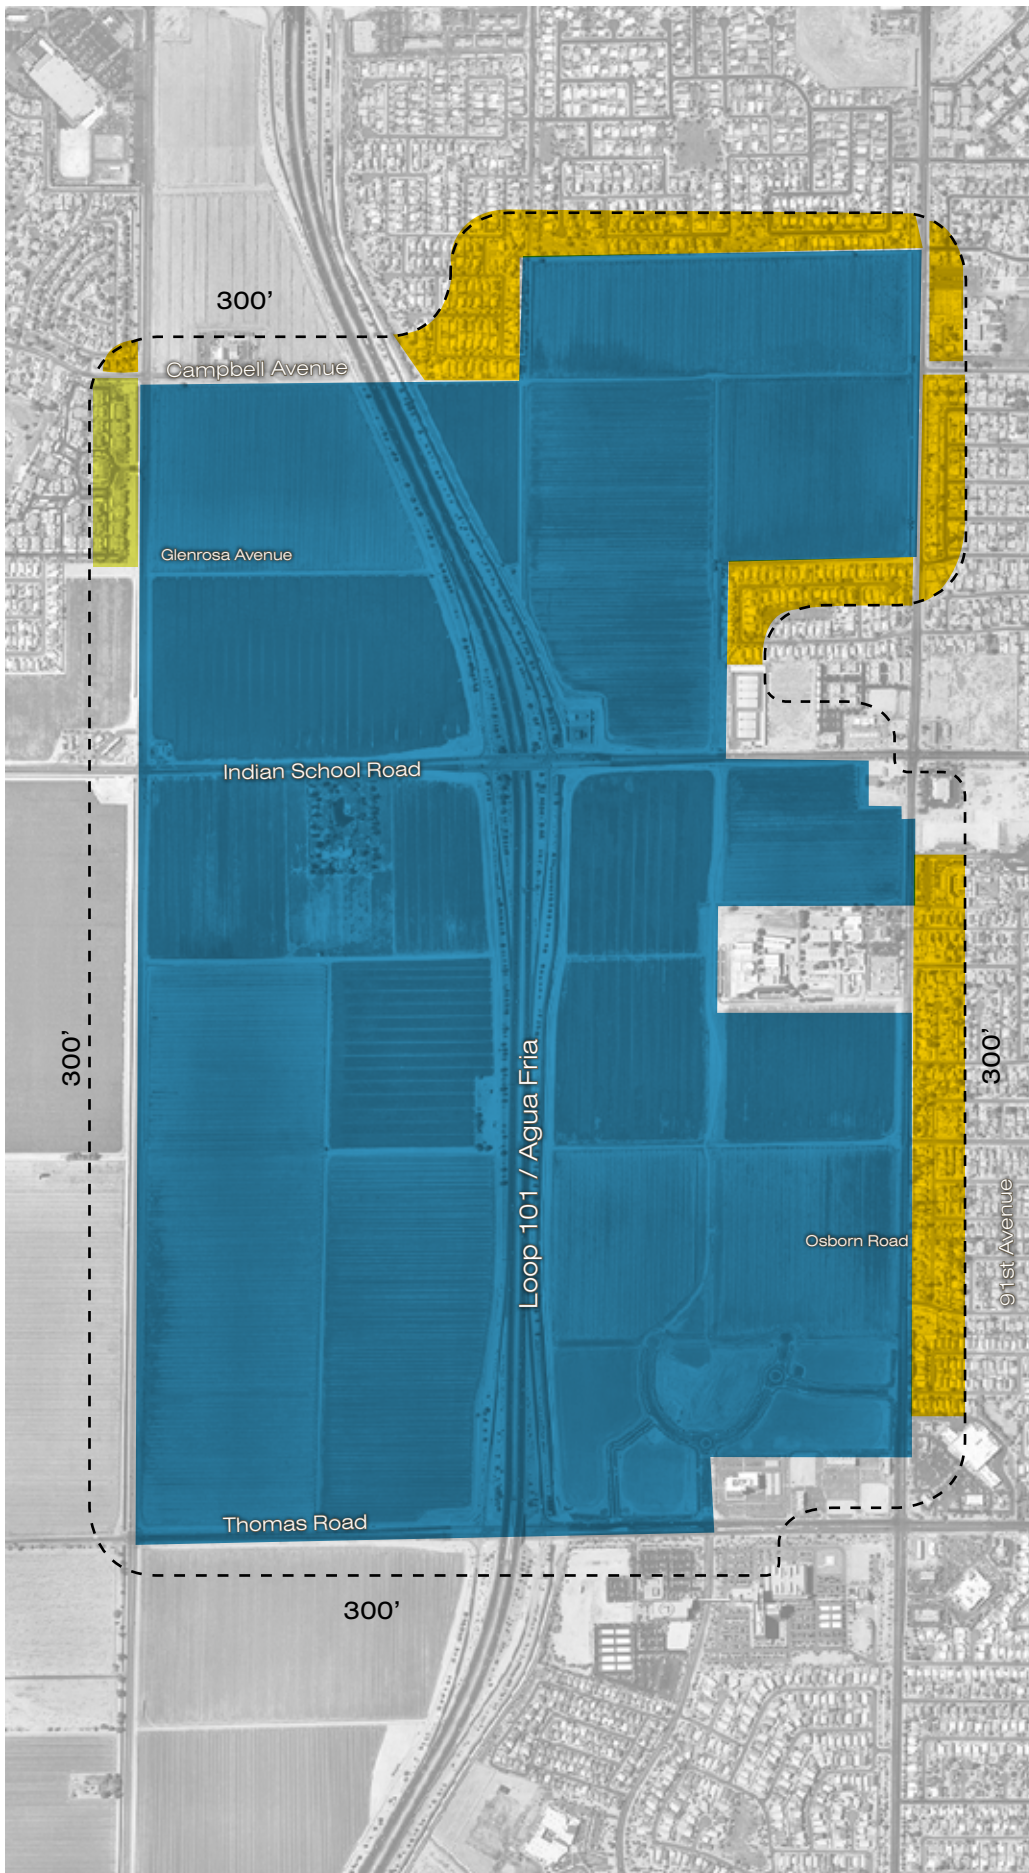 300’
Campbell Avenue
Glenrosa Avenue
Indian School Road
300’
300’
Loop 101 / Agua Fria
91st Avenue
Osborn Road
Thomas Road
300’